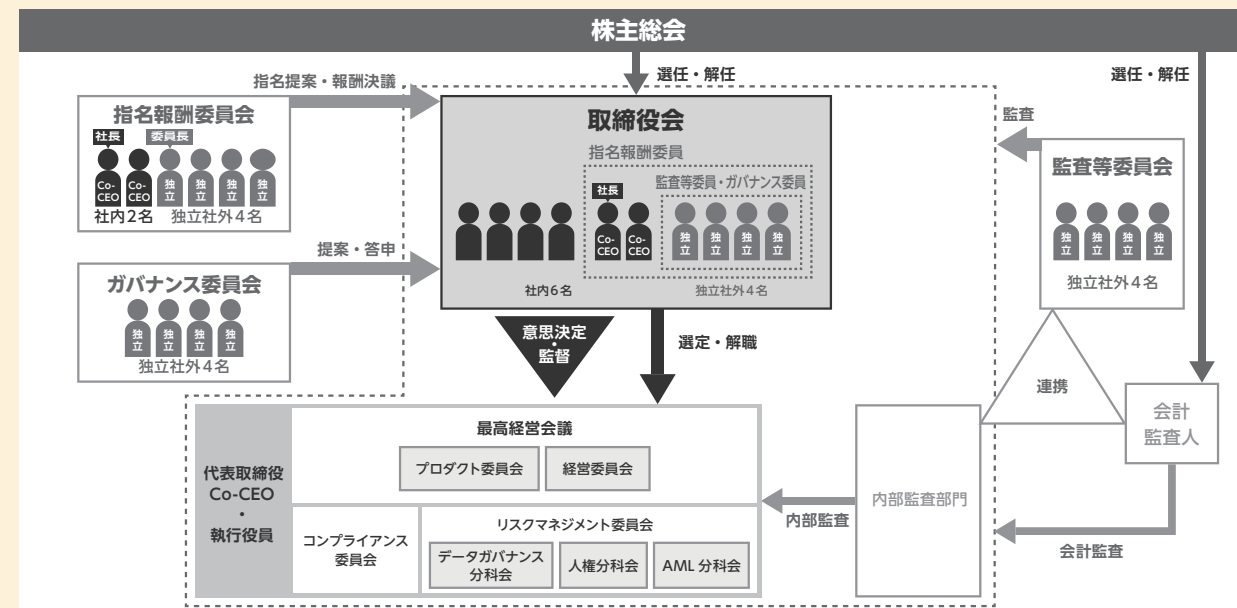 株主総会
選任・解任
選任・解任
指名提案・報酬決議
指名報酬委員会
社長
委員長
Co-
CEO
Co-
CEO
独
立
独
立
独
立
独
立
社内2名
独立社外4名
提案・答申
ガバナンス委員会
独
立
独
立
独
立
独
立
独立社外4名
取締役会
指名報酬委員
監査等委員・ガバナンス委員
社長
Co-
CEO
Co-
CEO
独
立
独
立
独
立
独
立
社内6名
独立社外4名
監査
監査等委員会
独
立
独
立
独
立
独
立
独立社外4名
意思決定
・
監督
選定・解職
連携
会計
監査人
代表取締役
Co-CEO
・
執行役員
最高経営会議
プロダクト委員会
経営委員会
コンプライアンス
委員会
リスクマネジメント委員会
データガバナンス
分科会
人権分科会
AML 分科会
内部監査
内部監査部門
会計監査